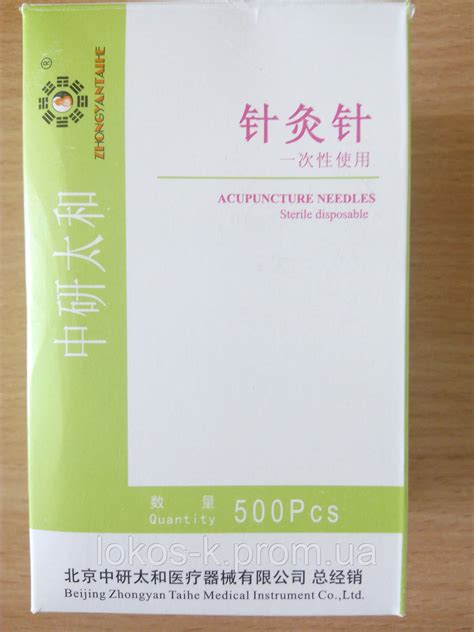 ®
ZHONGYANTAIHE
中研太和
针灸针
一次性使用
ACUPUNCTURE NEEDLES
Sterile disposable
数 量
Quantity 500Pcs
lokos-k.prom.ua
北京中研太和医疗器械有限公司 总经销
Beijing Zhongyan Taihe Medical Instrument Co.,Ltd.